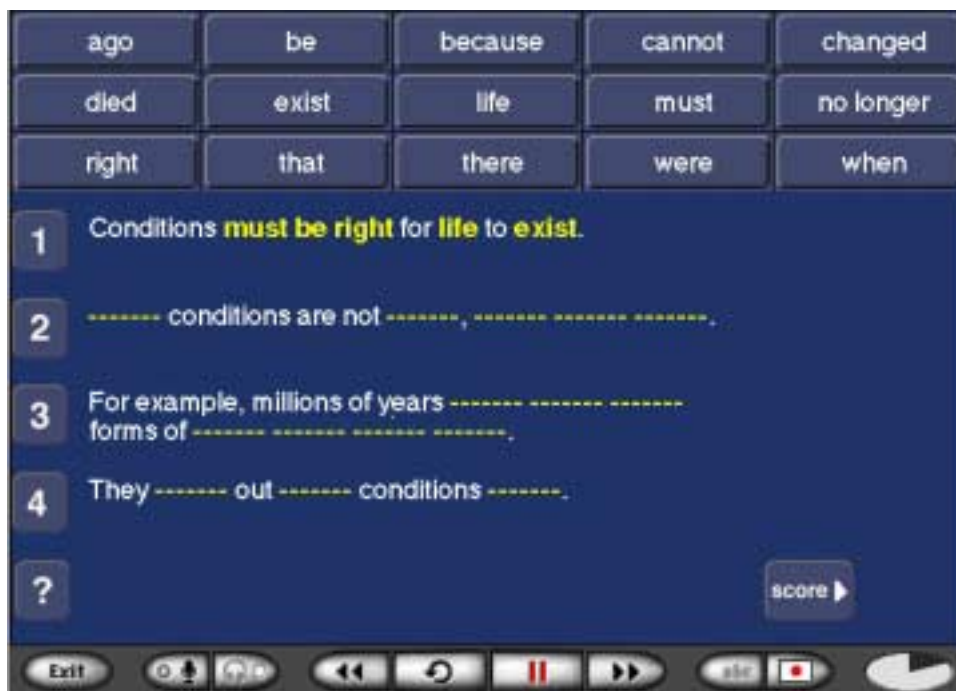 ago be because cannot changed
died exist life must no longer
right that there were when
1 Conditions must be right for life to exist.
2 ------- conditions are not -------, ------- ------- -------.
3 For example, millions of years ------- ------- -------
forms of ------- ------- ------- -------.
4 They ------- out ------- conditions -------.
? score
Exit abc